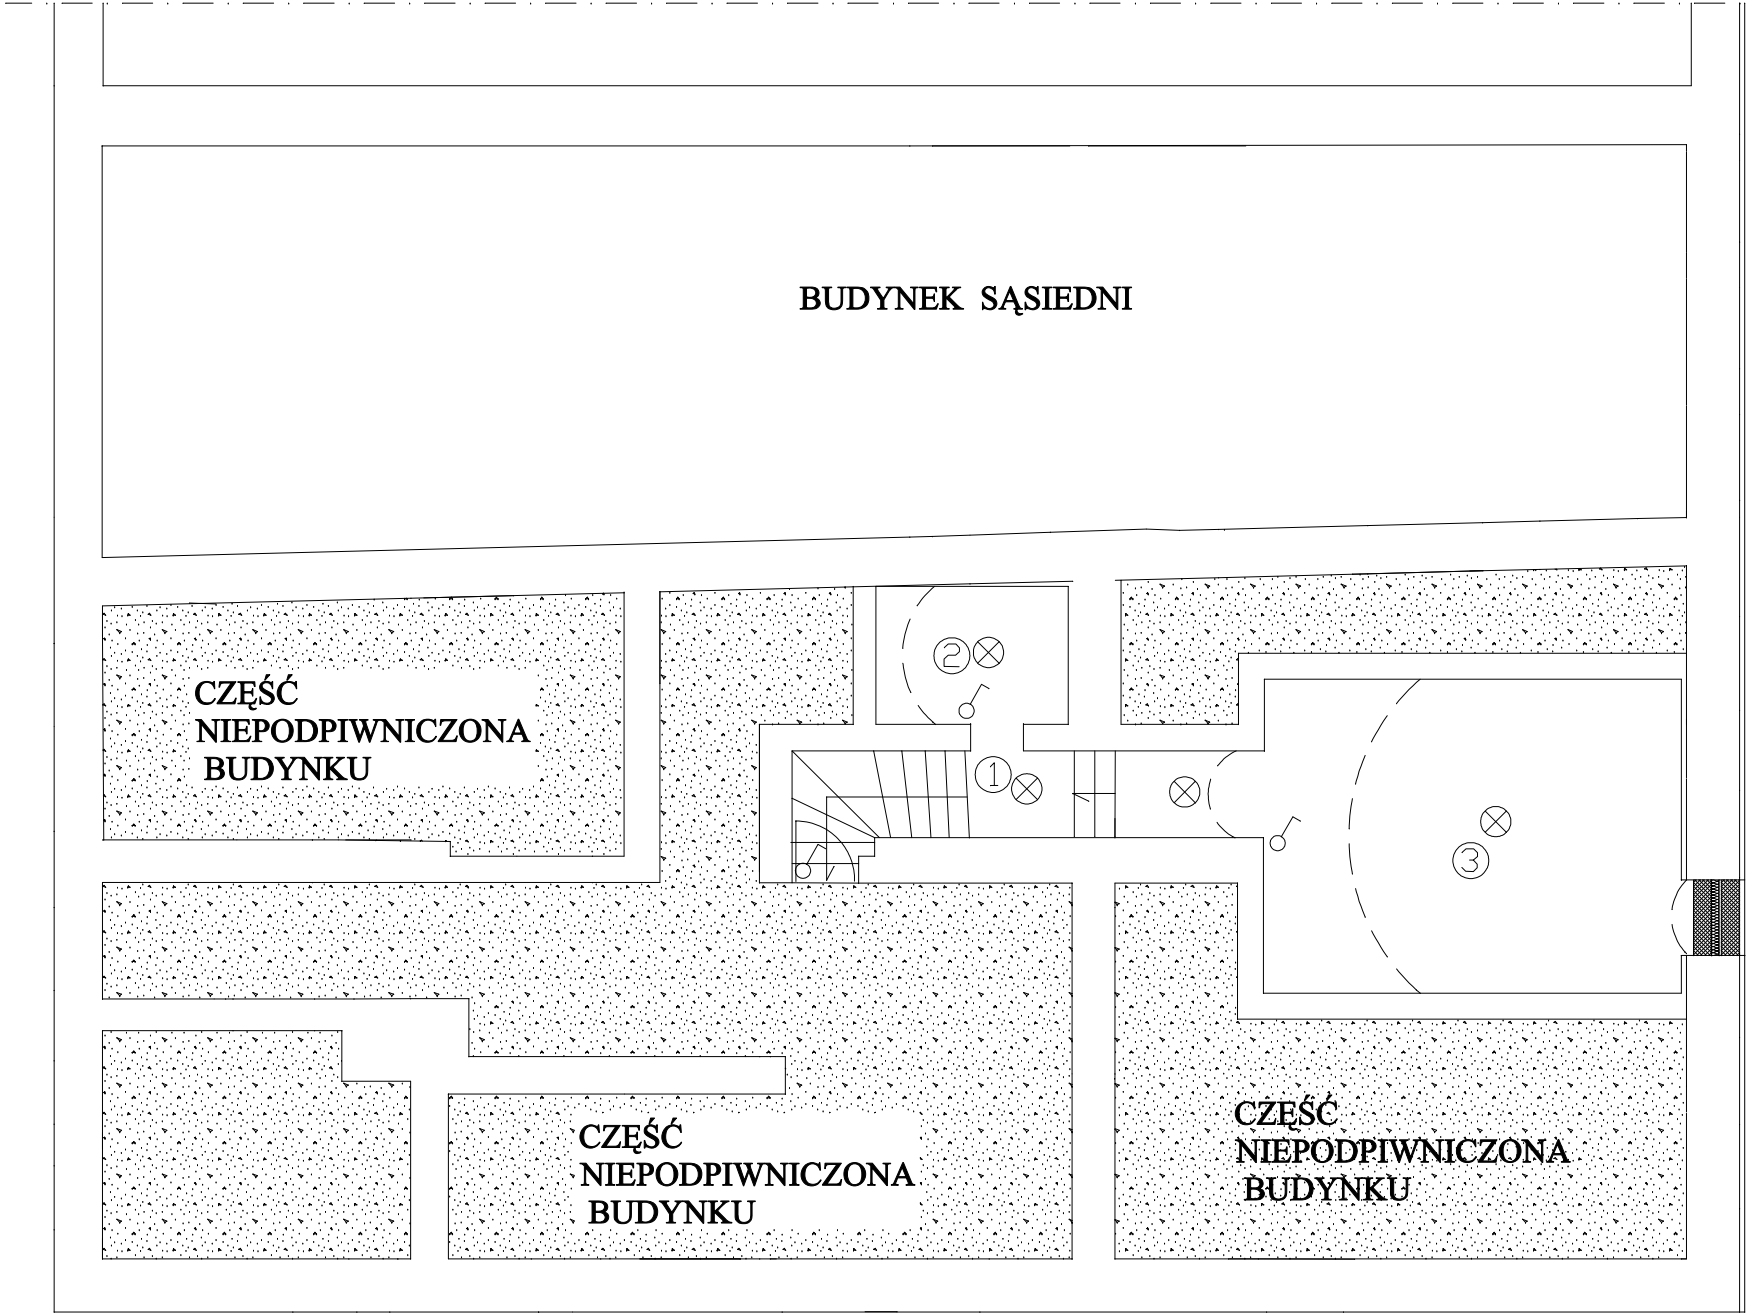 BUDYNEK SĄSIEDNI
2
CZĘŚĆ
NIEPODPIWNICZONA
BUDYNKU
1
3
CZĘŚĆ
NIEPODPIWNICZONA
BUDYNKU
CZĘŚĆ
NIEPODPIWNICZONA
BUDYNKU